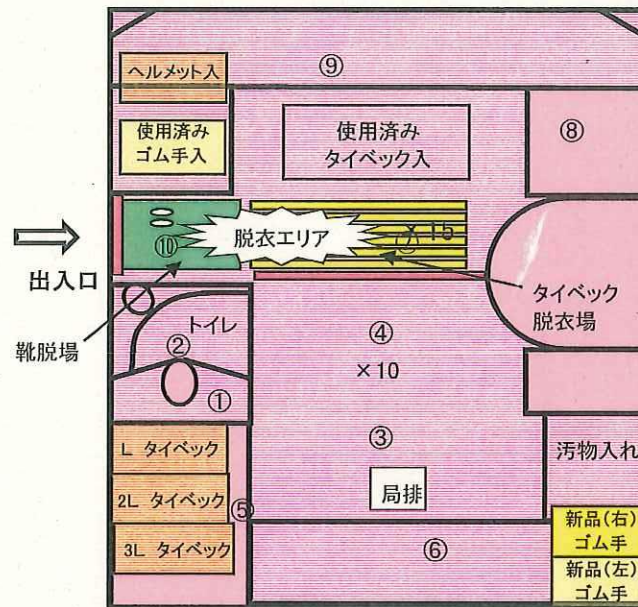 ⑨
ヘルメット入
使用済み
ゴム手入
使用済み
タイベック入
⑧
脱衣エリア
×15
⑩
出入口
靴脱場
タイベック
脱衣場
トイレ
②
①
④
×10
③
局排
汚物入れ
L タイベック
2L タイベック
3L タイベック
⑤
⑥
新品(右)
ゴム手
新品(左)
ゴム手